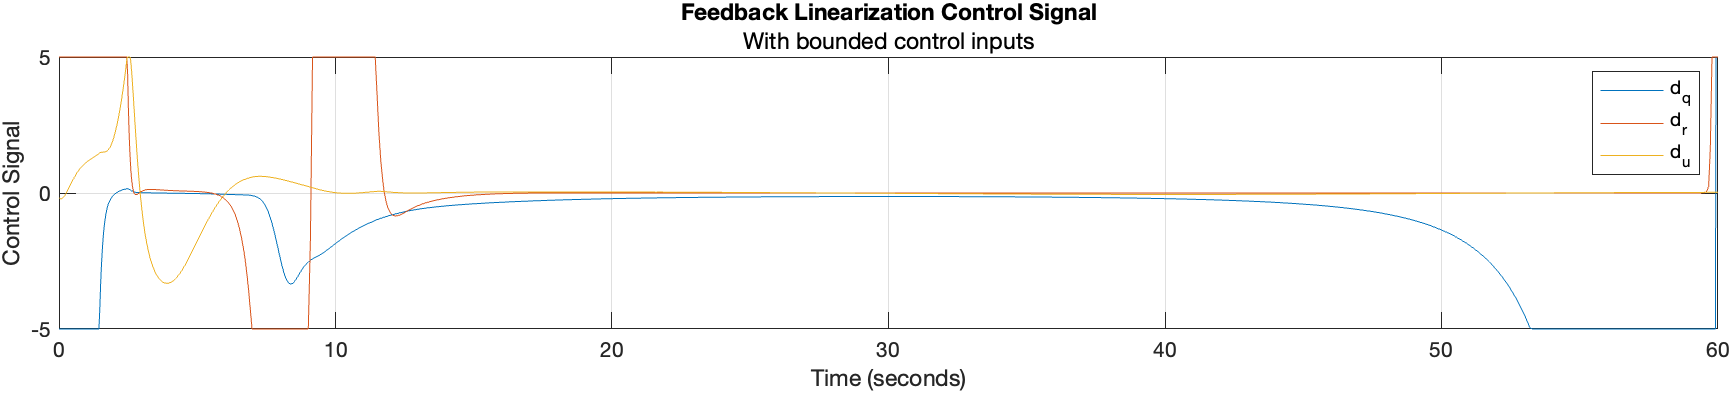 Feedback Linearization Control Signal
With bounded control inputs
Control Signal
5
0
-5
d_q
d_r
d_u
0 10 20 30 40 50 60
Time (seconds)